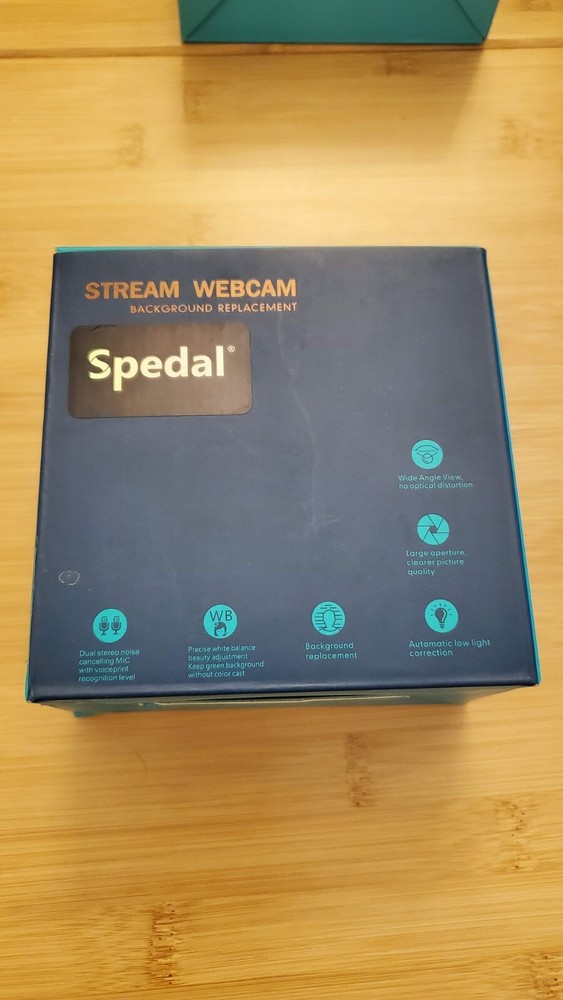 STREAM WEBCAM
BACKGROUND REPLACEMENT
Spedal®
Wide Angle View,
no optical distortion
Large aperture,
clearer picture
quality
Dual stereo noise
cancelling MIC
with voiceprint
recognition level
WB
Precise white balance
beauty adjustment
Keep green background
without color cast
Background
replacement
Automatic low light
correction